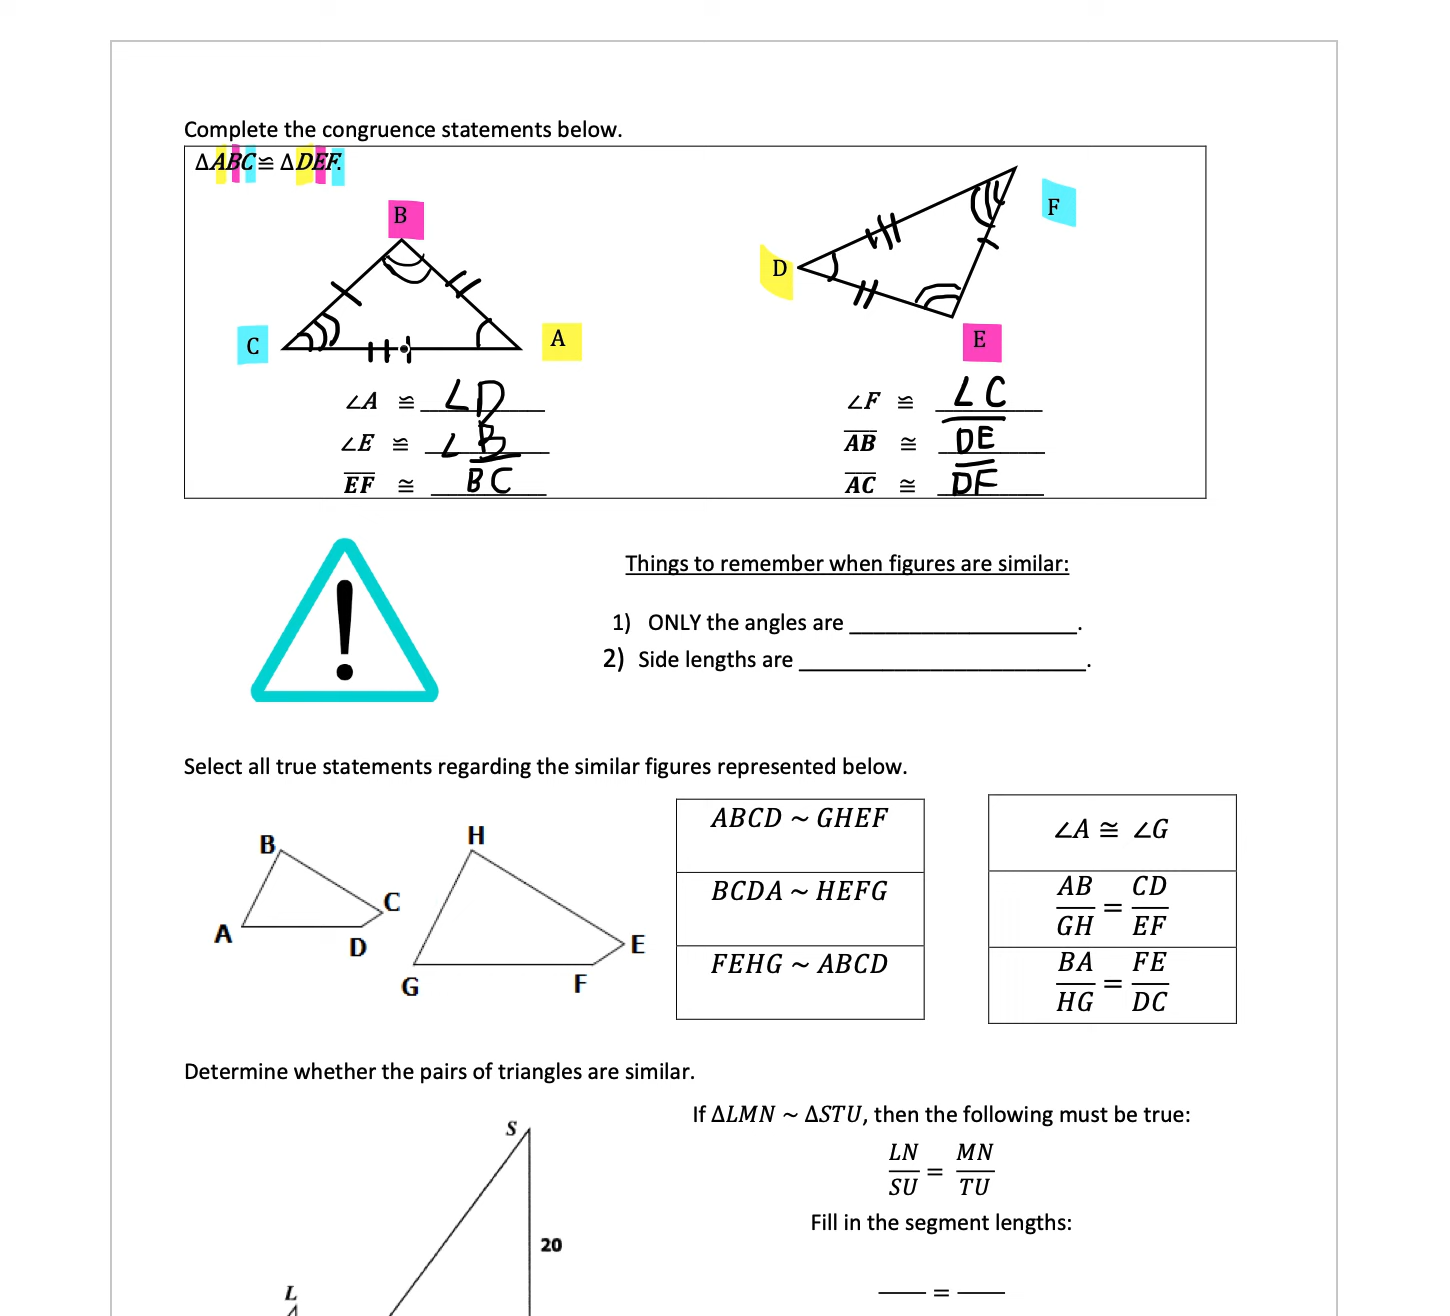 Complete the congruence statements below.
ΔABC ≅ ΔDEF.
B
F
D
C
A
E
∠A ≅ ∠D
∠F ≅ ∠C
∠E ≅ ∠B
AB ≅ DE
EF ≅ BC
AC ≅ DF
Things to remember when figures are similar:
1) ONLY the angles are ____________________.
2) Side lengths are _________________________.
Select all true statements regarding the similar figures represented below.
B
C
A
D
H
E
G
F
ABCD ~ GHEF
BCDA ~ HEFG
FEHG ~ ABCD
∠A ≅ ∠G
AB/GH = CD/EF
BA/HG = FE/DC
Determine whether the pairs of triangles are similar.
S
20
L
If ΔLMN ~ ΔSTU, then the following must be true:
LN/SU = MN/TU
Fill in the segment lengths:
____ = ____